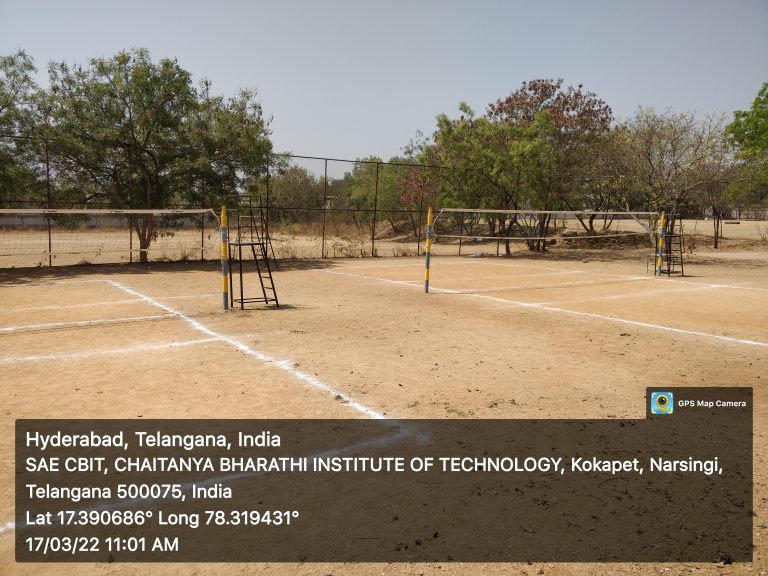 GPS Map Camera
Hyderabad, Telangana, India
SAE CBIT, CHAITANYA BHARATHI INSTITUTE OF TECHNOLOGY, Kokapet, Narsingi,
Telangana 500075, India
Lat 17.390686° Long 78.319431°
17/03/22 11:01 AM